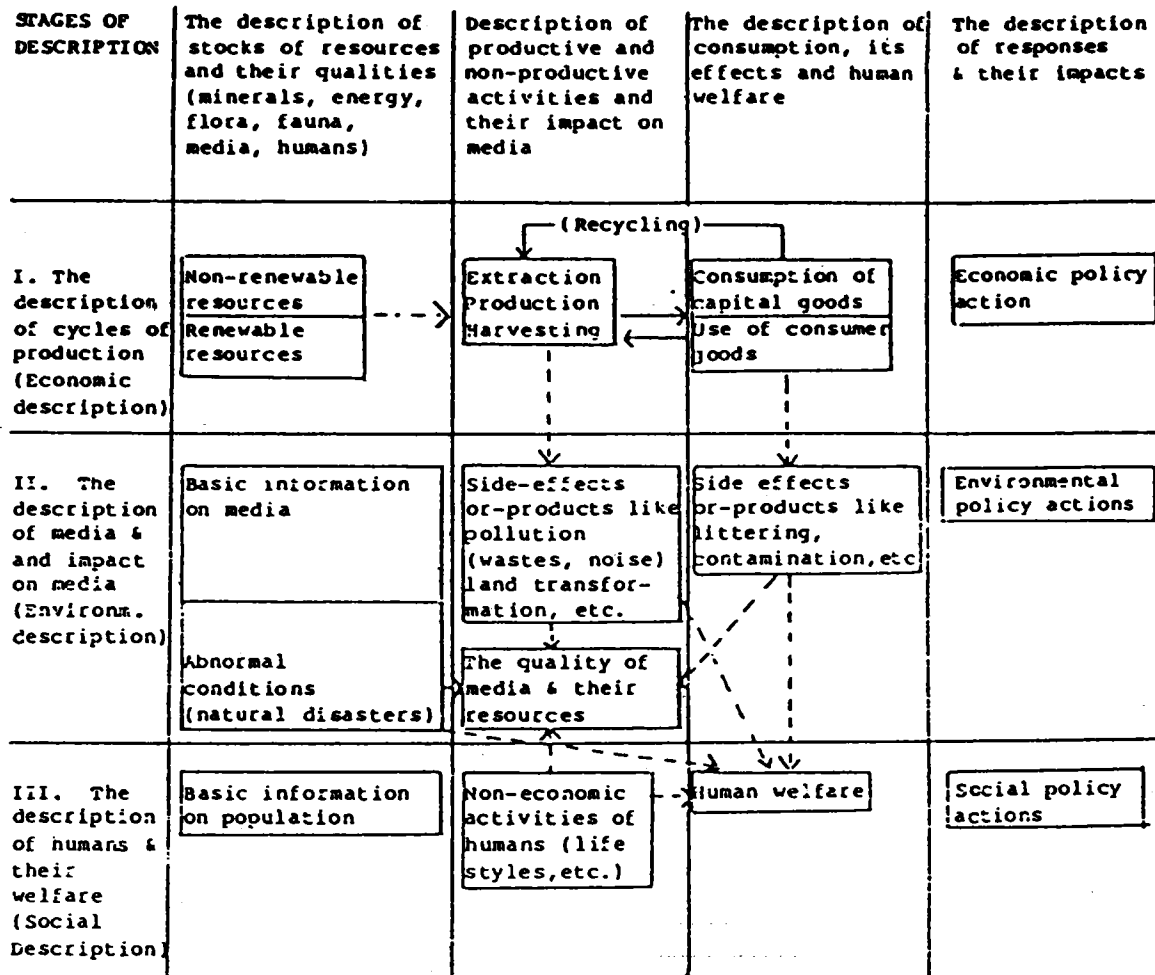 STAGES OF
DESCRIPTION
The description of
stocks of resources
and their qualities
(minerals, energy,
flora, fauna,
media, humans)
Description of
productive and
non-productive
activities and
their impact on
media
The description of
consumption, its
effects and human
welfare
The description
of responses
& their impacts
(Recycling)
I. The
description
of cycles of
production
(Economic
description)
Non-renewable
resources
Renewable
resources
Extraction
Production
Harvesting
Consumption of
capital goods
Use of consumer
goods
Economic policy
action
II. The
description
of media &
and impact
on media
(Environm.
description)
Basic information
on media
Abnormal
conditions
(natural disasters)
Side-effects
or-products like
pollution
(wastes, noise)
land transfor-
mation, etc.
The quality of
media & their
resources
Side effects
or-products like
littering,
contamination,etc
Environmental
policy actions
III. The
description
of humans &
their
welfare
(Social
Description)
Basic information
on population
Non-economic
activities of
humans (life
styles,etc.)
Human welfare
Social policy
actions